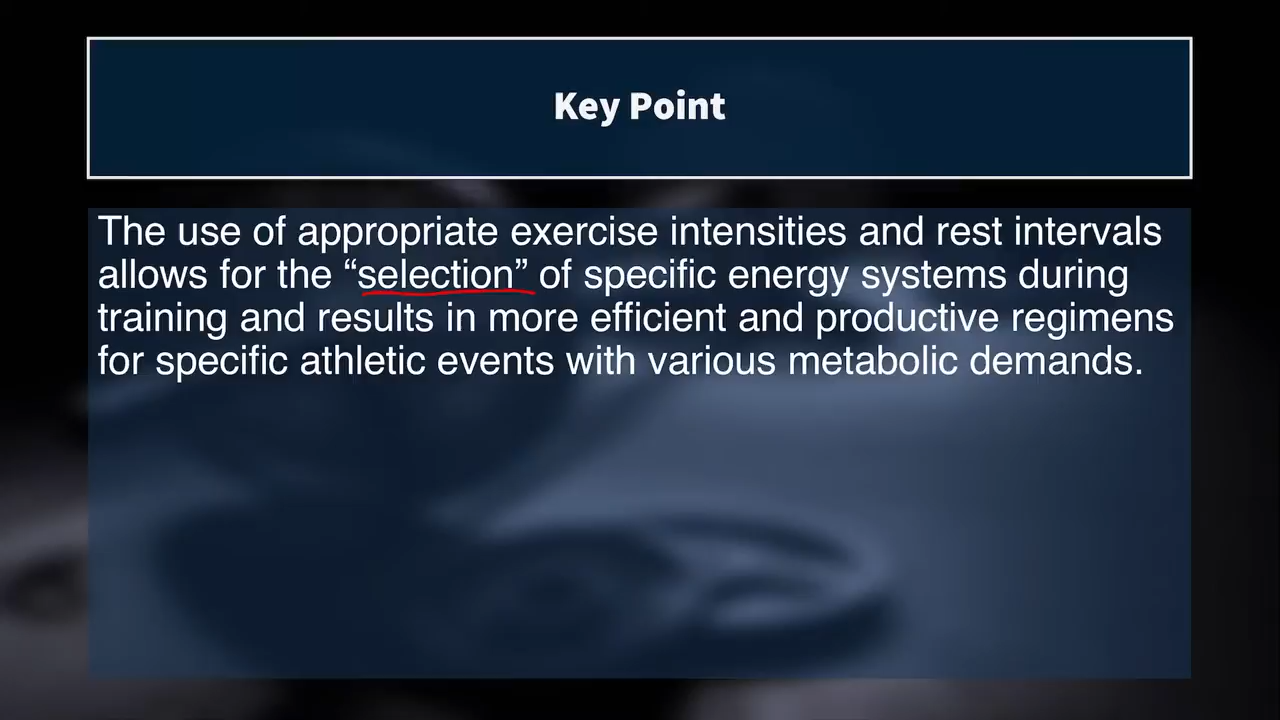 Key Point
The use of appropriate exercise intensities and rest intervals
allows for the “selection” of specific energy systems during
training and results in more efficient and productive regimens
for specific athletic events with various metabolic demands.